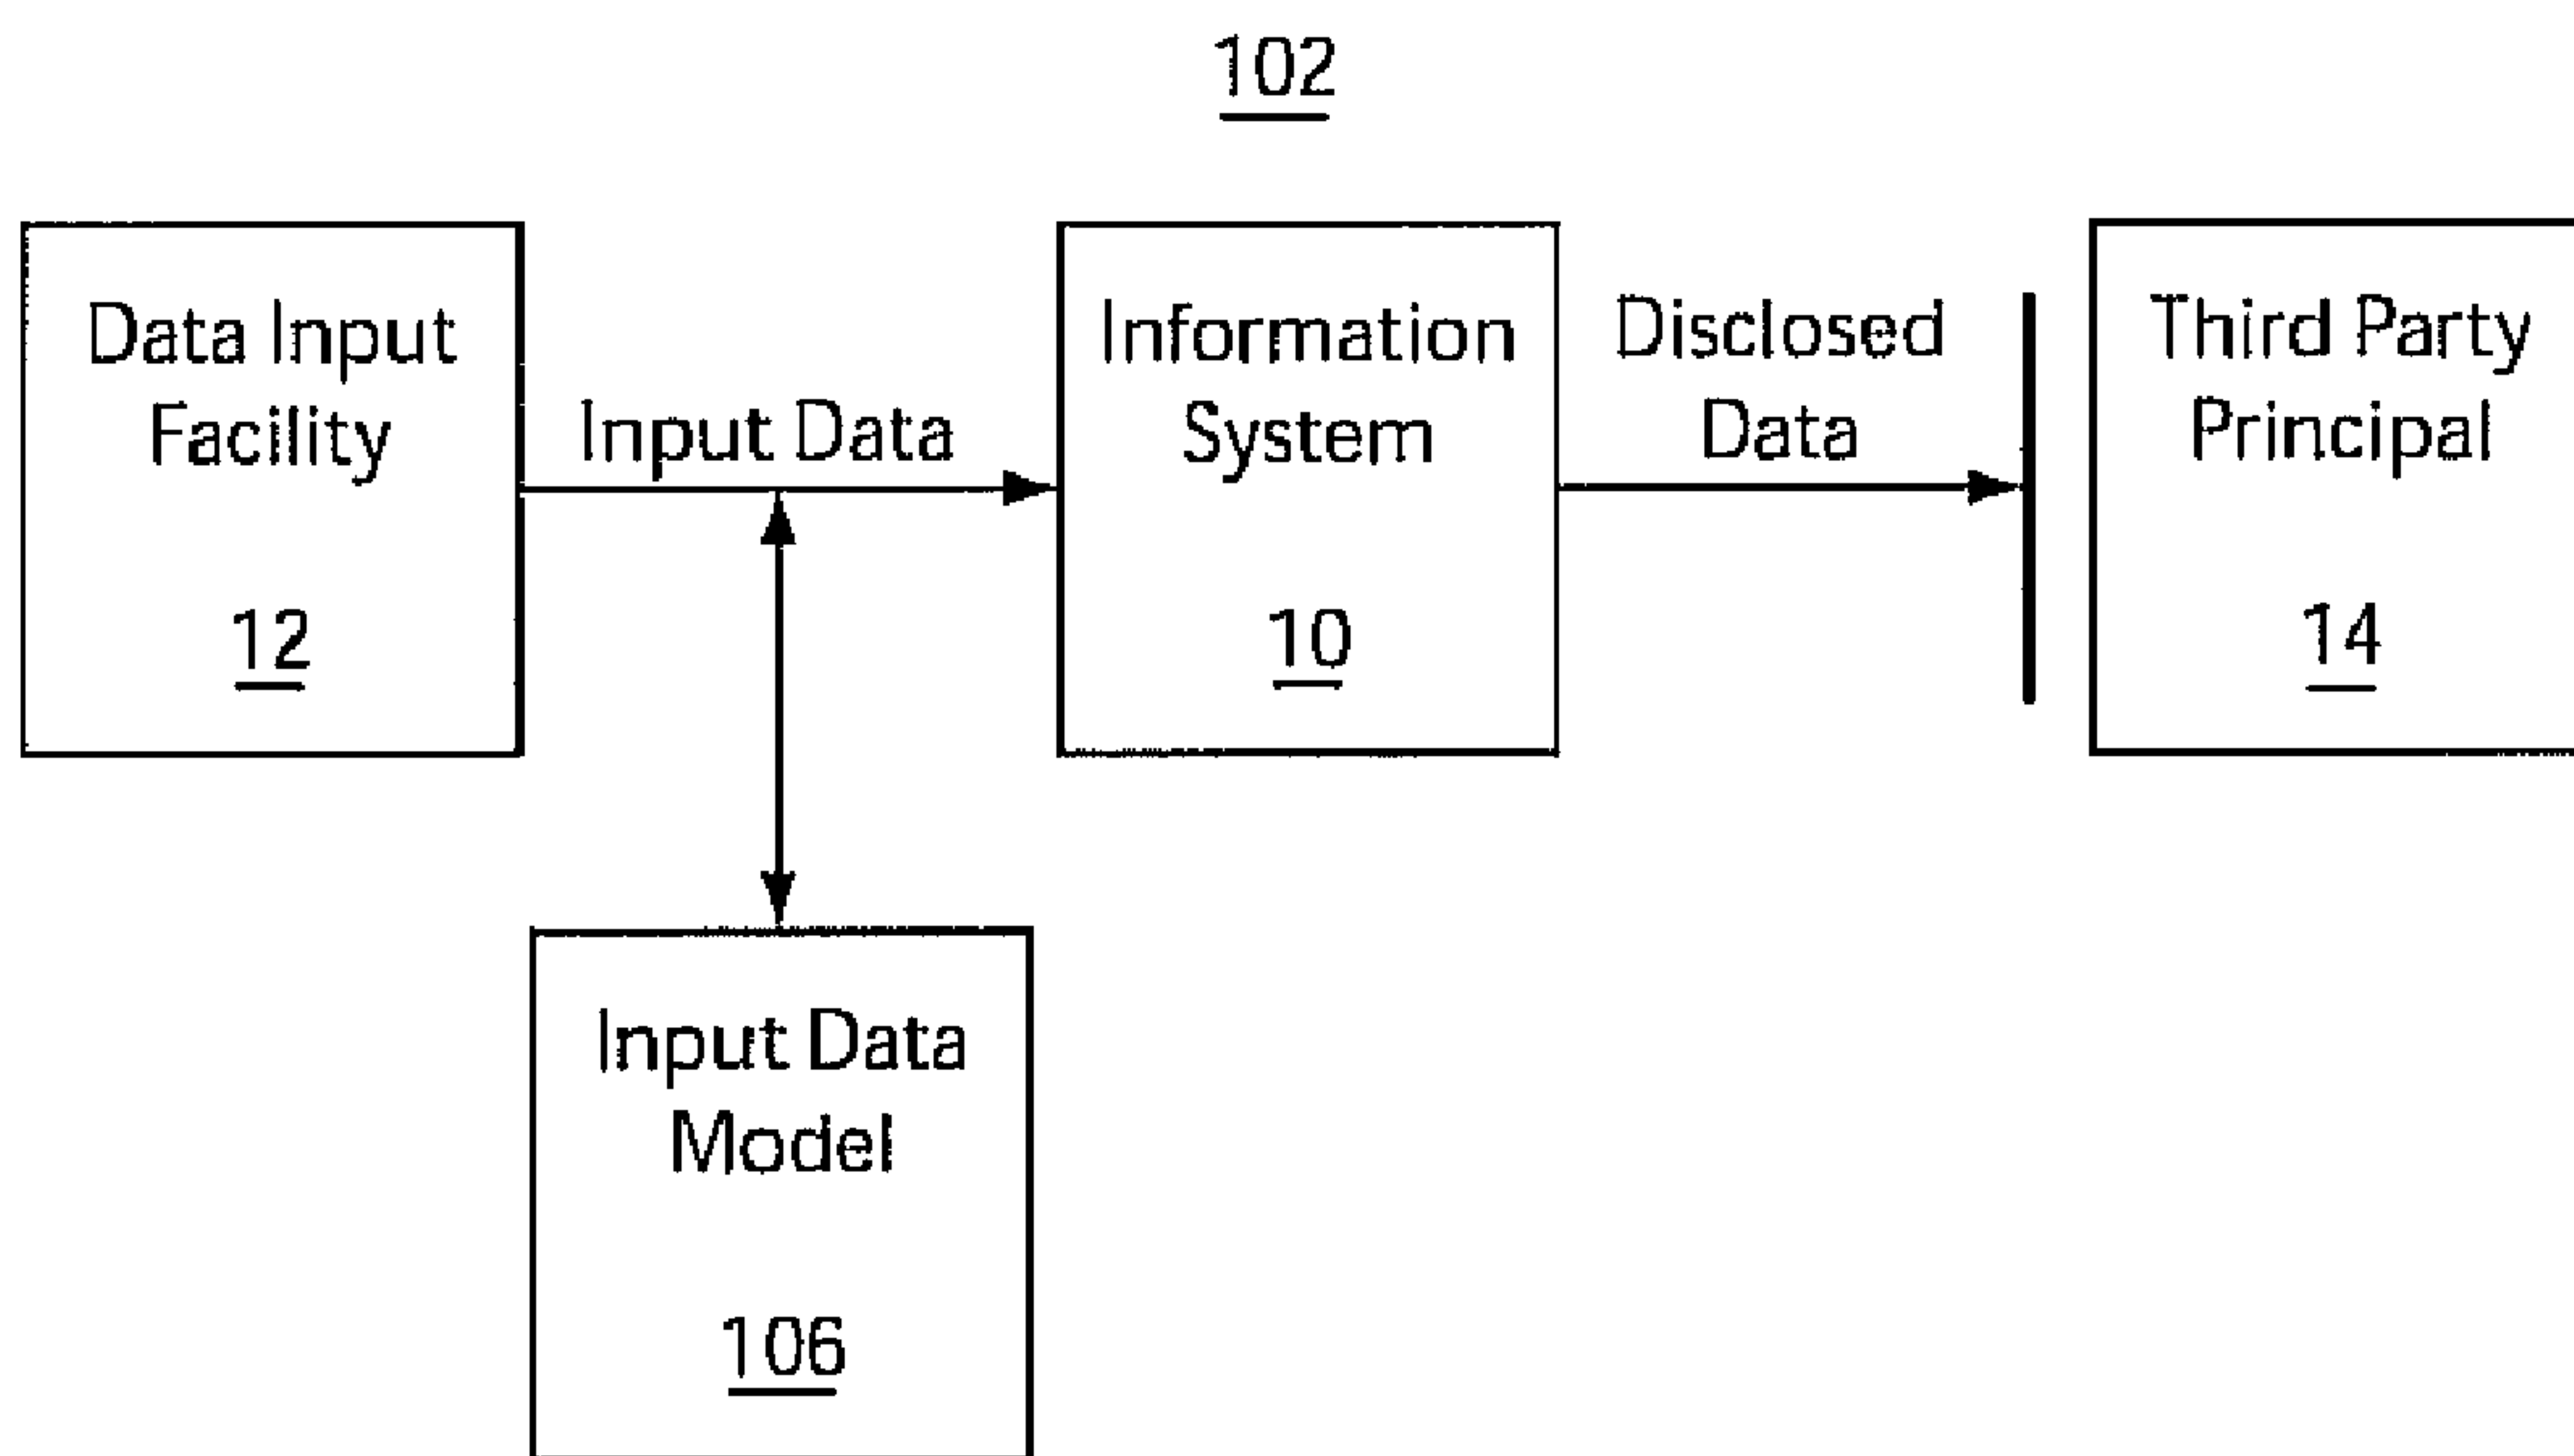 102
Data Input
Facility
12
Input Data
Information
System
10
Disclosed
Data
Third Party
Principal
14
Input Data
Model
106